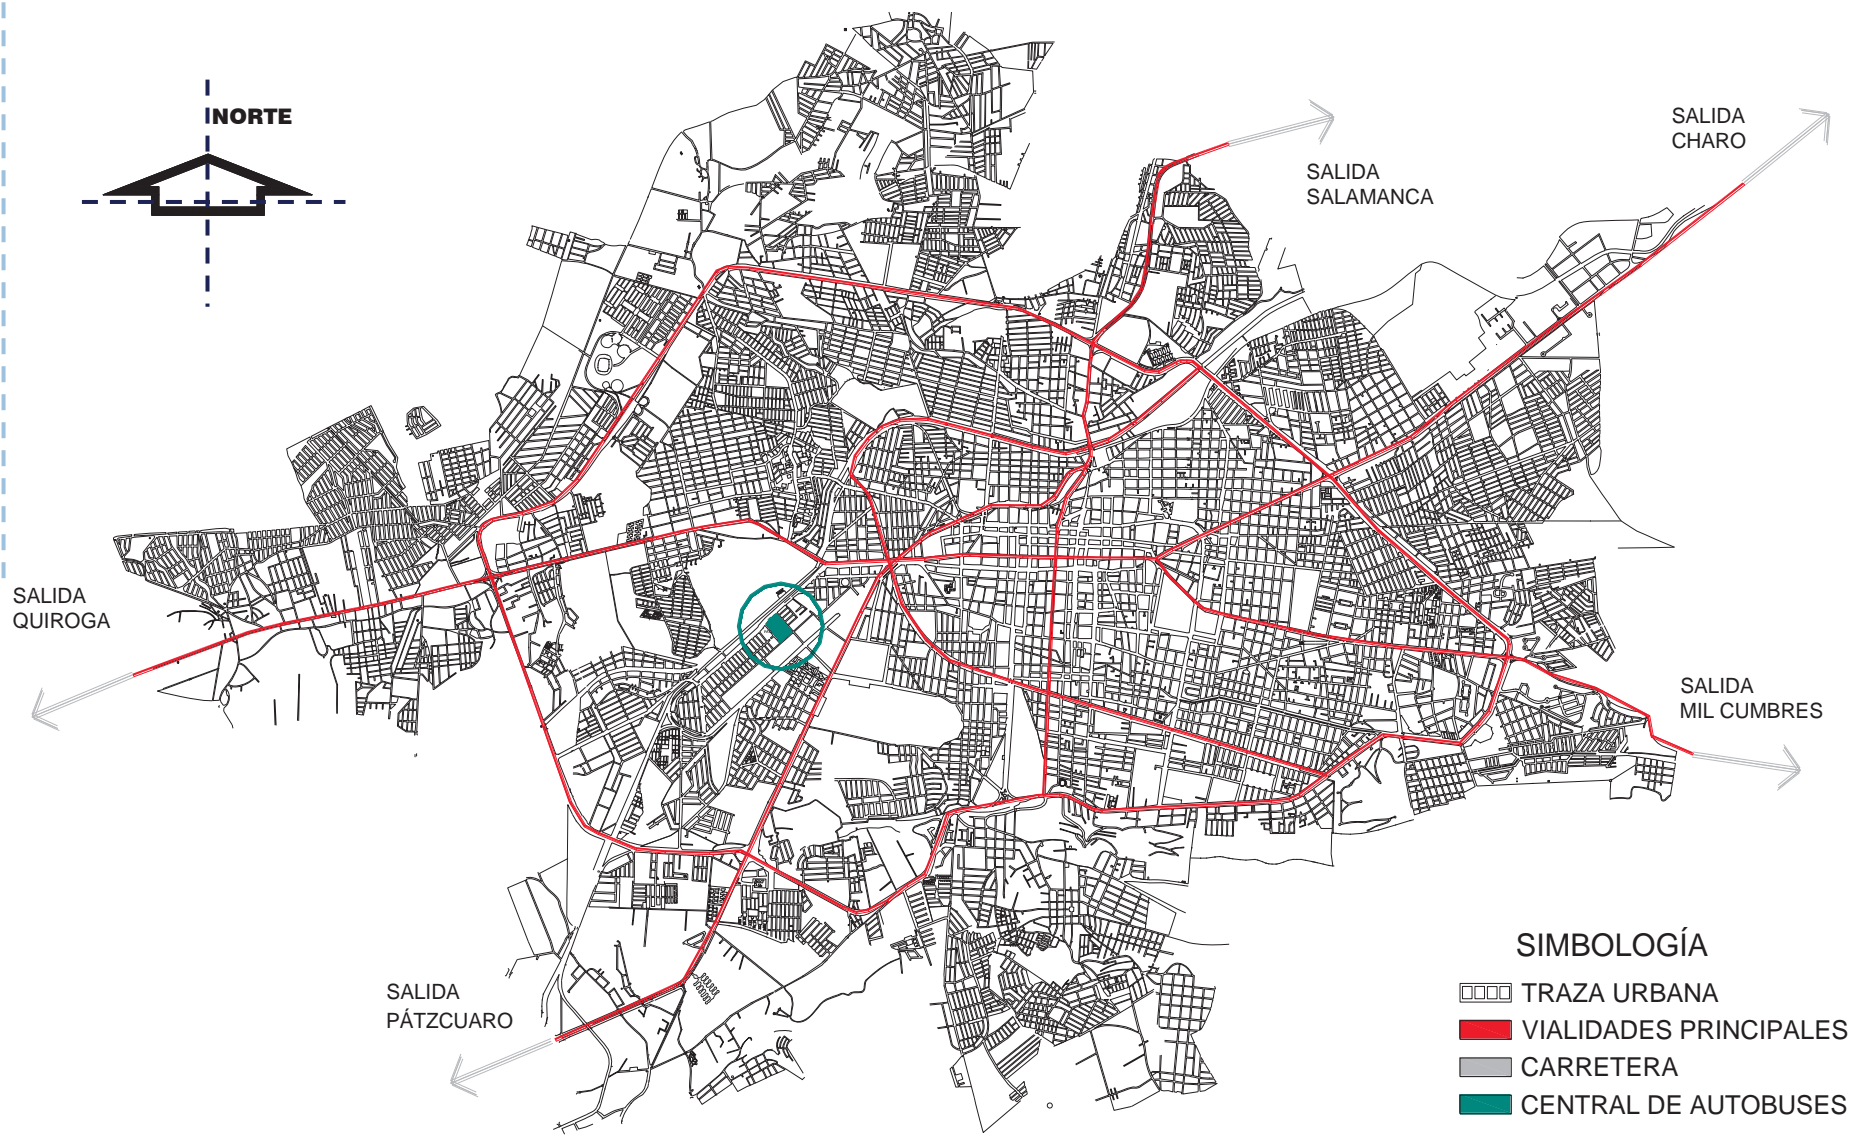 NORTE
SALIDA
CHARO
SALIDA
SALAMANCA
SALIDA
QUIROGA
SALIDA
MIL CUMBRES
SALIDA
PÁTZCUARO
SIMBOLOGÍA
TRAZA URBANA
VIALIDADES PRINCIPALES
CARRETERA
CENTRAL DE AUTOBUSES